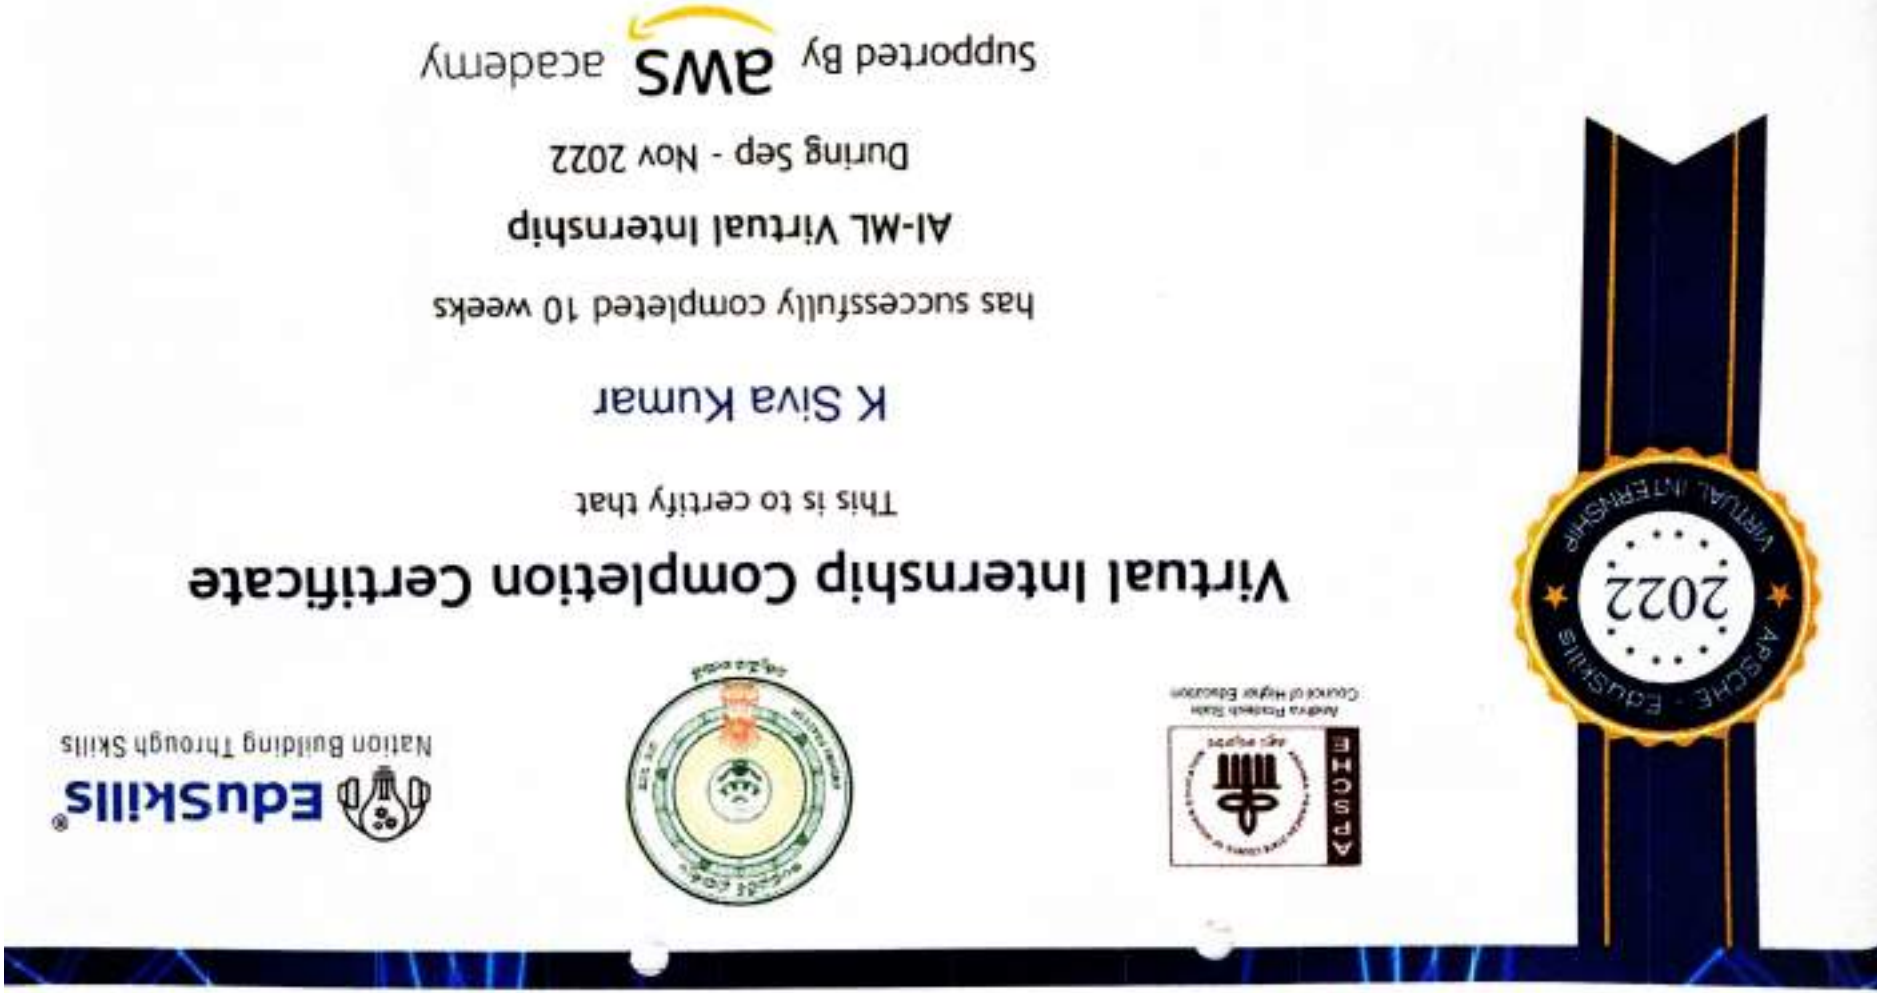 APSCHE
Andhra Pradesh State
Council of Higher Education
EduSkills®
Nation Building Through Skills
APSCHE - EduSkills
2022
VIRTUAL INTERNSHIP
Virtual Internship Completion Certificate
This is to certify that
K Siva Kumar
has successfully completed 10 weeks
AI-ML Virtual Internship
During Sep - Nov 2022
Supported By aws academy